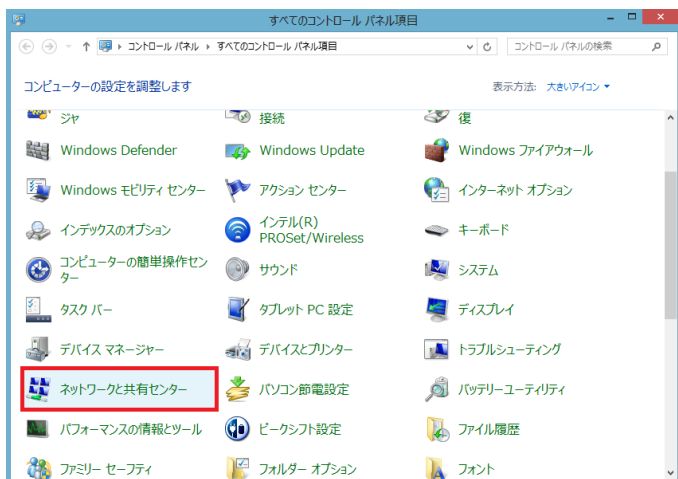 すべてのコントロール パネル項目
コントロール パネル ▸ すべてのコントロール パネル項目
コントロール パネルの検索
コンピューターの設定を調整します
表示方法: 大きいアイコン
ジャ
接続
復
Windows Defender
Windows Update
Windows ファイアウォール
Windows モビリティ センター
アクション センター
インターネット オプション
インデックスのオプション
インテル(R)
PROSet/Wireless
キーボード
コンピューターの簡単操作セン
ター
サウンド
システム
タスク バー
タブレット PC 設定
ディスプレイ
デバイス マネージャー
デバイスとプリンター
トラブルシューティング
ネットワークと共有センター
パソコン節電設定
バッテリーユーティリティ
パフォーマンスの情報とツール
ピークシフト設定
ファイル履歴
ファミリー セーフティ
フォルダー オプション
フォント